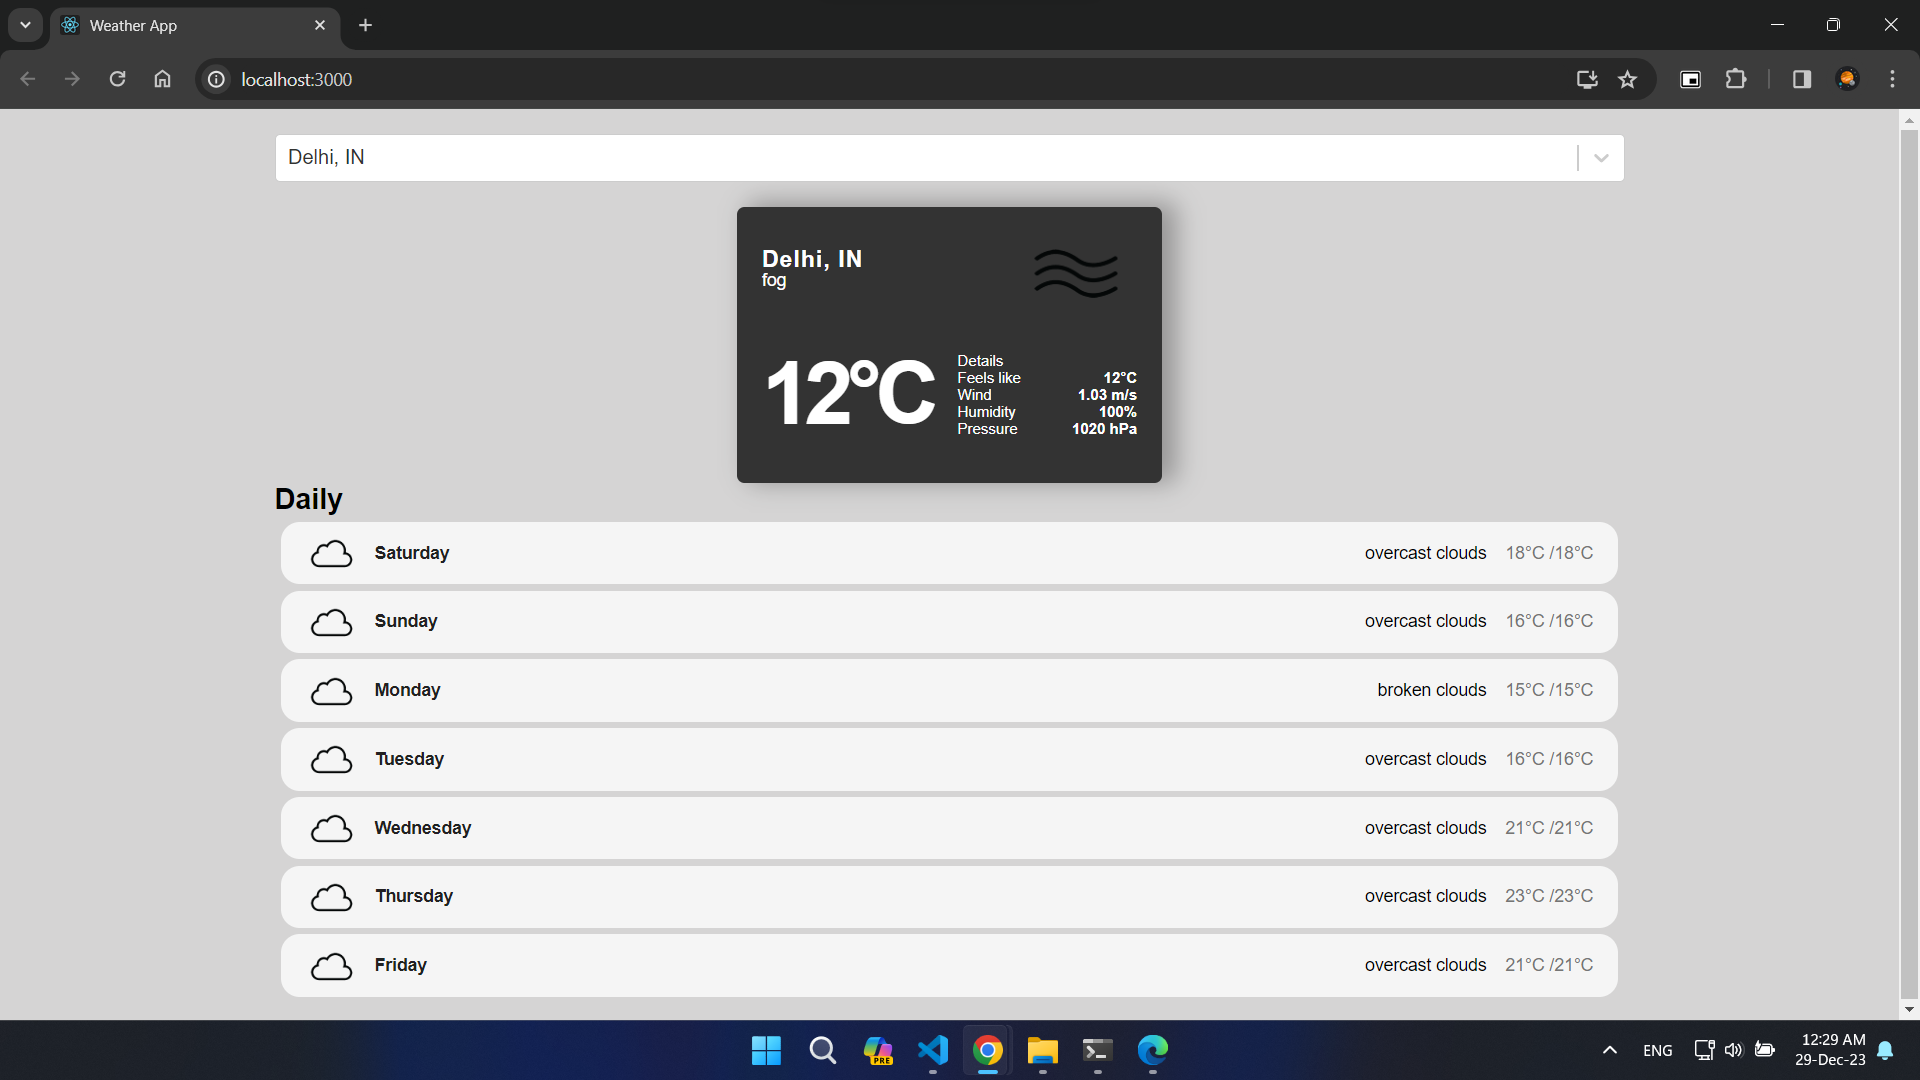 Weather App
localhost:3000
Delhi, IN
Delhi, IN
fog
12°C
Details
Feels like 12°C
Wind 1.03 m/s
Humidity 100%
Pressure 1020 hPa
Daily
Saturday overcast clouds 18°C /18°C
Sunday overcast clouds 16°C /16°C
Monday broken clouds 15°C /15°C
Tuesday overcast clouds 16°C /16°C
Wednesday overcast clouds 21°C /21°C
Thursday overcast clouds 23°C /23°C
Friday overcast clouds 21°C /21°C
PRE
ENG
12:29 AM
29-Dec-23